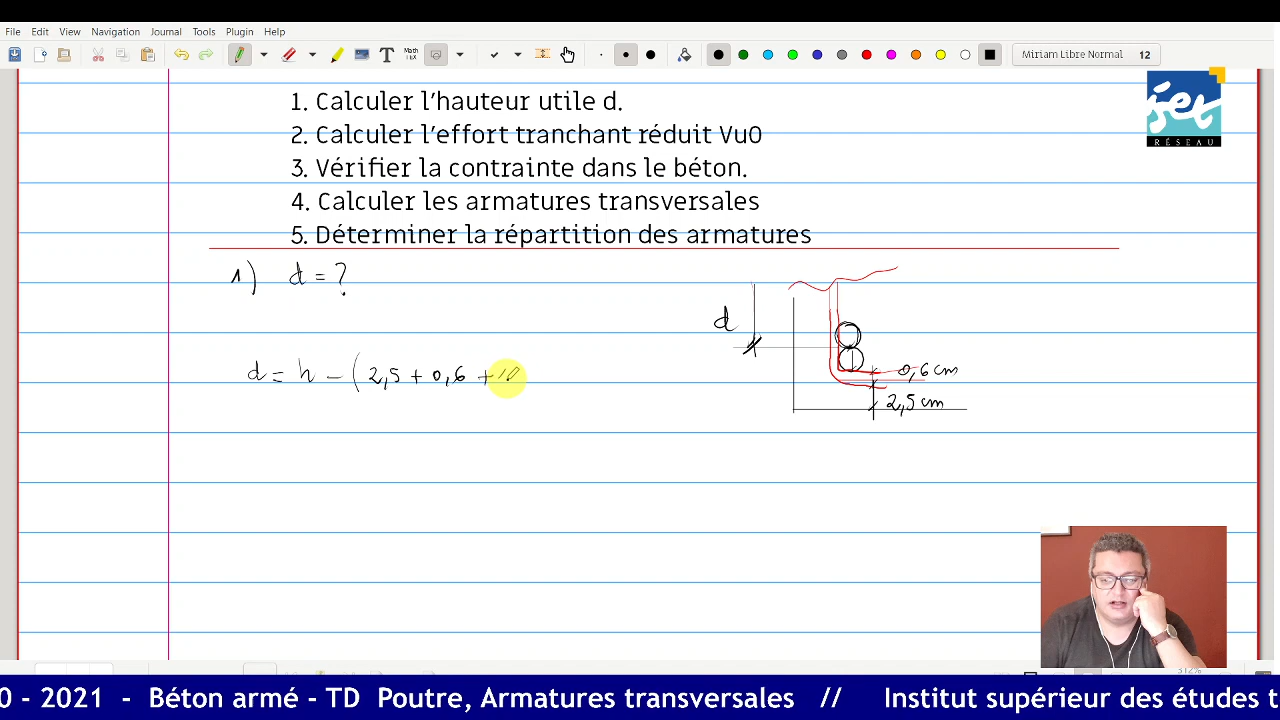 File Edit View Navigation Journal Tools Plugin Help
T Math TeX Miriam Libre Normal 12
1. Calculer l'hauteur utile d.
2. Calculer l'effort tranchant réduit Vu0
3. Vérifier la contrainte dans le béton.
4. Calculer les armatures transversales
5. Déterminer la répartition des armatures
RÉSEAU
1) d = ?
d
d = h - ( 2,5 + 0,6 +
0,6 cm
2,5 cm
312%
0 - 2021 - Béton armé - TD Poutre, Armatures transversales // Institut supérieur des études t